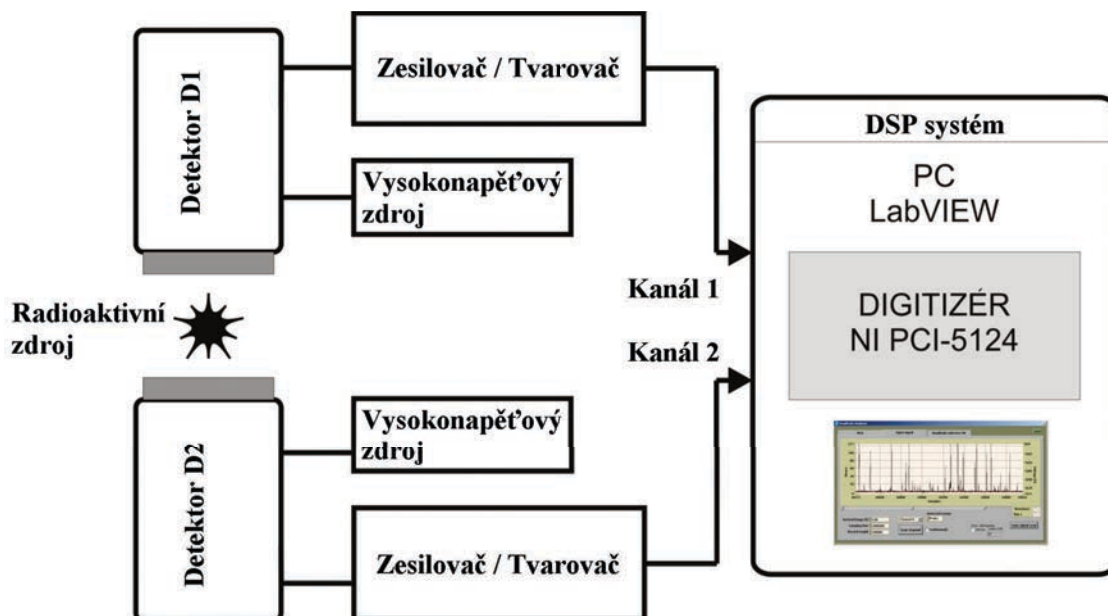 Detektor D1
Zesilovač / Tvarovač
Vysokonapěťový
zdroj
Radioaktivní
zdroj
Kanál 1
Kanál 2
Detektor D2
Vysokonapěťový
zdroj
Zesilovač / Tvarovač
DSP systém
PC
LabVIEW
DIGITIZÉR
NI PCI-5124